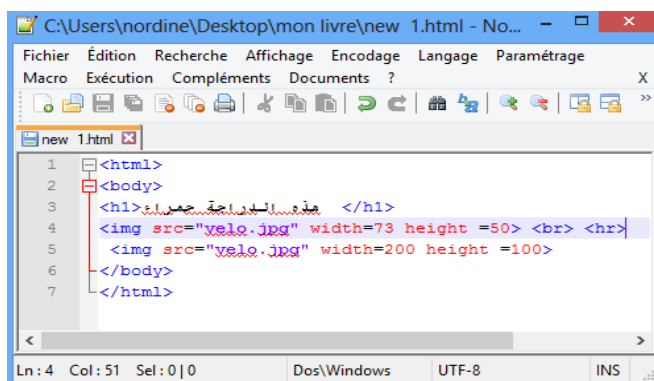 C:\Users\nordine\Desktop\mon livre\new 1.html - No...
Fichier Édition Recherche Affichage Encodage Langage Paramétrage
Macro Exécution Compléments Documents ? X
new 1.html
1 <html>
2 <body>
3 <h1>هذه الدراجة حمراء </h1>
4 <img src="velo.jpg" width=73 height =50> <br> <hr>
5 <img src="velo.jpg" width=200 height =100>
6 </body>
7 </html>
Ln : 4 Col : 51 Sel : 0 | 0 Dos\Windows UTF-8 INS